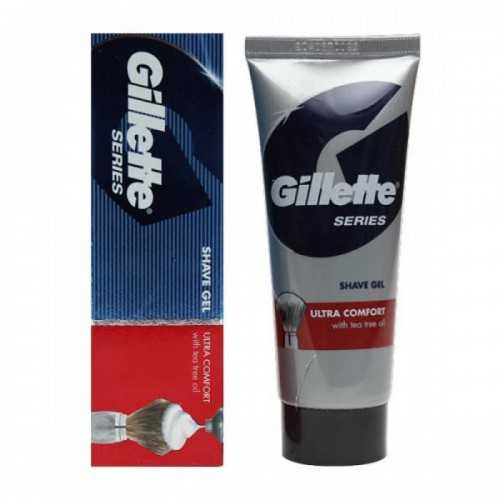 Gillette®
SERIES
SHAVE GEL
ULTRA COMFORT
with tea tree oil
Gillette®
SERIES
SHAVE GEL
ULTRA COMFORT
with tea tree oil